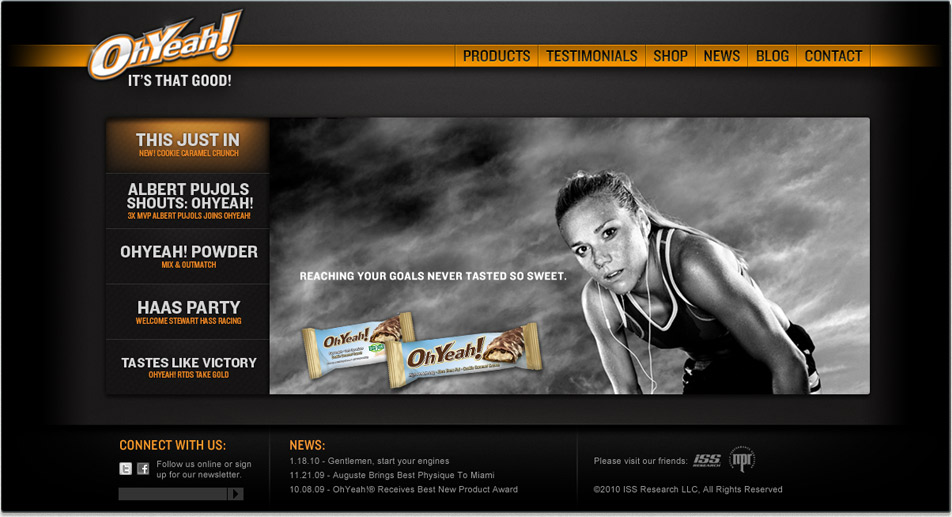 OhYeah!
IT'S THAT GOOD!
PRODUCTS TESTIMONIALS SHOP NEWS BLOG CONTACT
THIS JUST IN
NEW! COOKIE CARAMEL CRUNCH
ALBERT PUJOLS
SHOUTS: OHYEAH!
3X MVP ALBERT PUJOLS JOINS OHYEAH!
OHYEAH! POWDER
MIX & OUTMATCH
HAAS PARTY
WELCOME STEWART HASS RACING
TASTES LIKE VICTORY
OHYEAH! RTDS TAKE GOLD
REACHING YOUR GOALS NEVER TASTED SO SWEET.
OhYeah!
OhYeah!
CONNECT WITH US:
Follow us online or sign
up for our newsletter.
NEWS:
1.18.10 - Gentlemen, start your engines
11.21.09 - Auguste Brings Best Physique To Miami
10.08.09 - OhYeah!® Receives Best New Product Award
Please visit our friends: ISS RESEARCH mpr
©2010 ISS Research LLC, All Rights Reserved